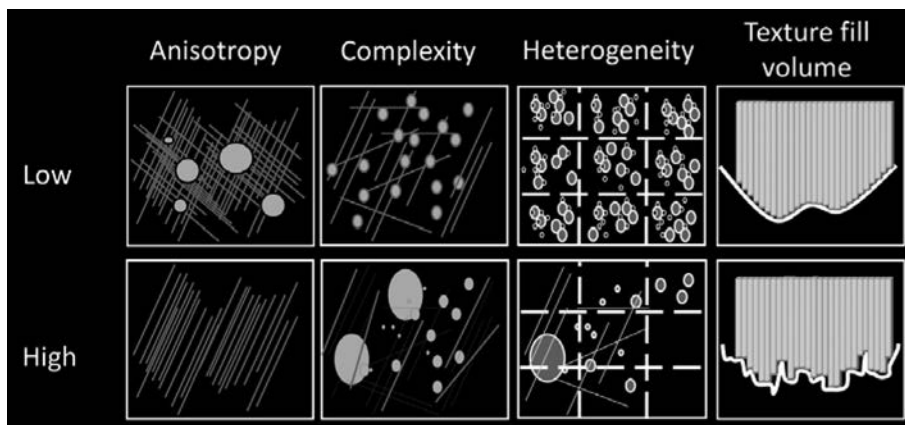 Anisotropy
Complexity
Heterogeneity
Texture fill
volume
Low
High